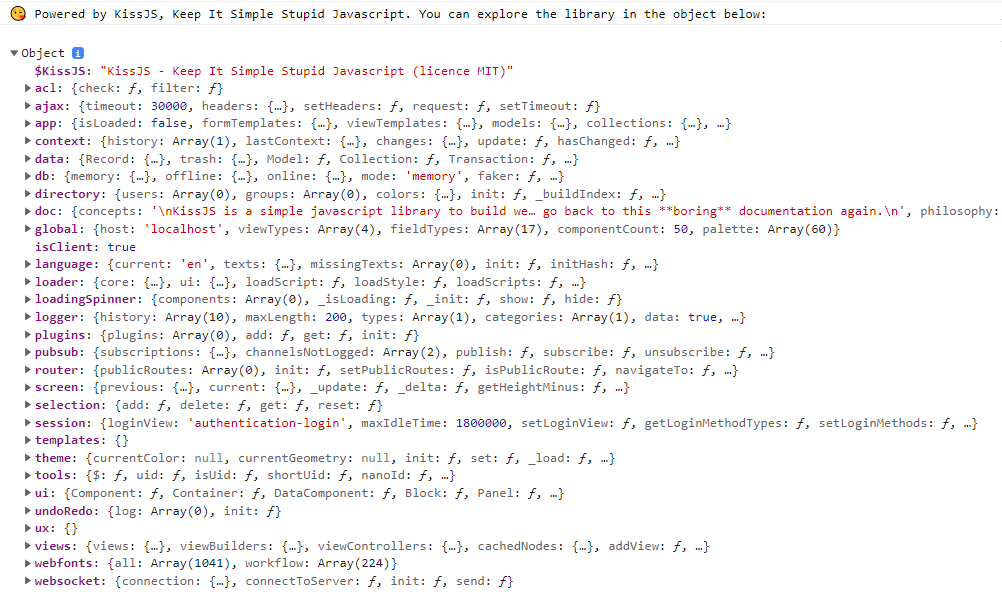 Powered by KissJS, Keep It Simple Stupid Javascript. You can explore the library in the object below:
Object i
$KissJS: "KissJS - Keep It Simple Stupid Javascript (licence MIT)"
acl: {check: ƒ, filter: ƒ}
ajax: {timeout: 30000, headers: {…}, setHeaders: ƒ, request: ƒ, setTimeout: ƒ}
app: {isLoaded: false, formTemplates: {…}, viewTemplates: {…}, models: {…}, collections: {…}, …}
context: {history: Array(1), lastContext: {…}, changes: {…}, update: ƒ, hasChanged: ƒ, …}
data: {Record: {…}, trash: {…}, Model: ƒ, Collection: ƒ, Transaction: ƒ, …}
db: {memory: {…}, offline: {…}, online: {…}, mode: 'memory', faker: ƒ, …}
directory: {users: Array(0), groups: Array(0), colors: {…}, init: ƒ, _buildIndex: ƒ, …}
doc: {concepts: '\nKissJS is a simple javascript library to build we… go back to this **boring** documentation again.\n', philosophy:
global: {host: 'localhost', viewTypes: Array(4), fieldTypes: Array(17), componentCount: 50, palette: Array(60)}
isClient: true
language: {current: 'en', texts: {…}, missingTexts: Array(0), init: ƒ, initHash: ƒ, …}
loader: {core: {…}, ui: {…}, loadScript: ƒ, loadStyle: ƒ, loadScripts: ƒ, …}
loadingSpinner: {components: Array(0), _isLoading: ƒ, _init: ƒ, show: ƒ, hide: ƒ}
logger: {history: Array(10), maxLength: 200, types: Array(1), categories: Array(1), data: true, …}
plugins: {plugins: Array(0), add: ƒ, get: ƒ, init: ƒ}
pubsub: {subscriptions: {…}, channelsNotLogged: Array(2), publish: ƒ, subscribe: ƒ, unsubscribe: ƒ, …}
router: {publicRoutes: Array(0), init: ƒ, setPublicRoutes: ƒ, isPublicRoute: ƒ, navigateTo: ƒ, …}
screen: {previous: {…}, current: {…}, _update: ƒ, _delta: ƒ, getHeightMinus: ƒ, …}
selection: {add: ƒ, delete: ƒ, get: ƒ, reset: ƒ}
session: {loginView: 'authentication-login', maxIdleTime: 1800000, setLoginView: ƒ, getLoginMethodTypes: ƒ, setLoginMethods: ƒ, …}
templates: {}
theme: {currentColor: null, currentGeometry: null, init: ƒ, set: ƒ, _load: ƒ, …}
tools: {$: ƒ, uid: ƒ, isUid: ƒ, shortUid: ƒ, nanoId: ƒ, …}
ui: {Component: ƒ, Container: ƒ, DataComponent: ƒ, Block: ƒ, Panel: ƒ, …}
undoRedo: {log: Array(0), init: ƒ}
ux: {}
views: {views: {…}, viewBuilders: {…}, viewControllers: {…}, cachedNodes: {…}, addView: ƒ, …}
webfonts: {all: Array(1041), workflow: Array(224)}
websocket: {connection: {…}, connectToServer: ƒ, init: ƒ, send: ƒ}